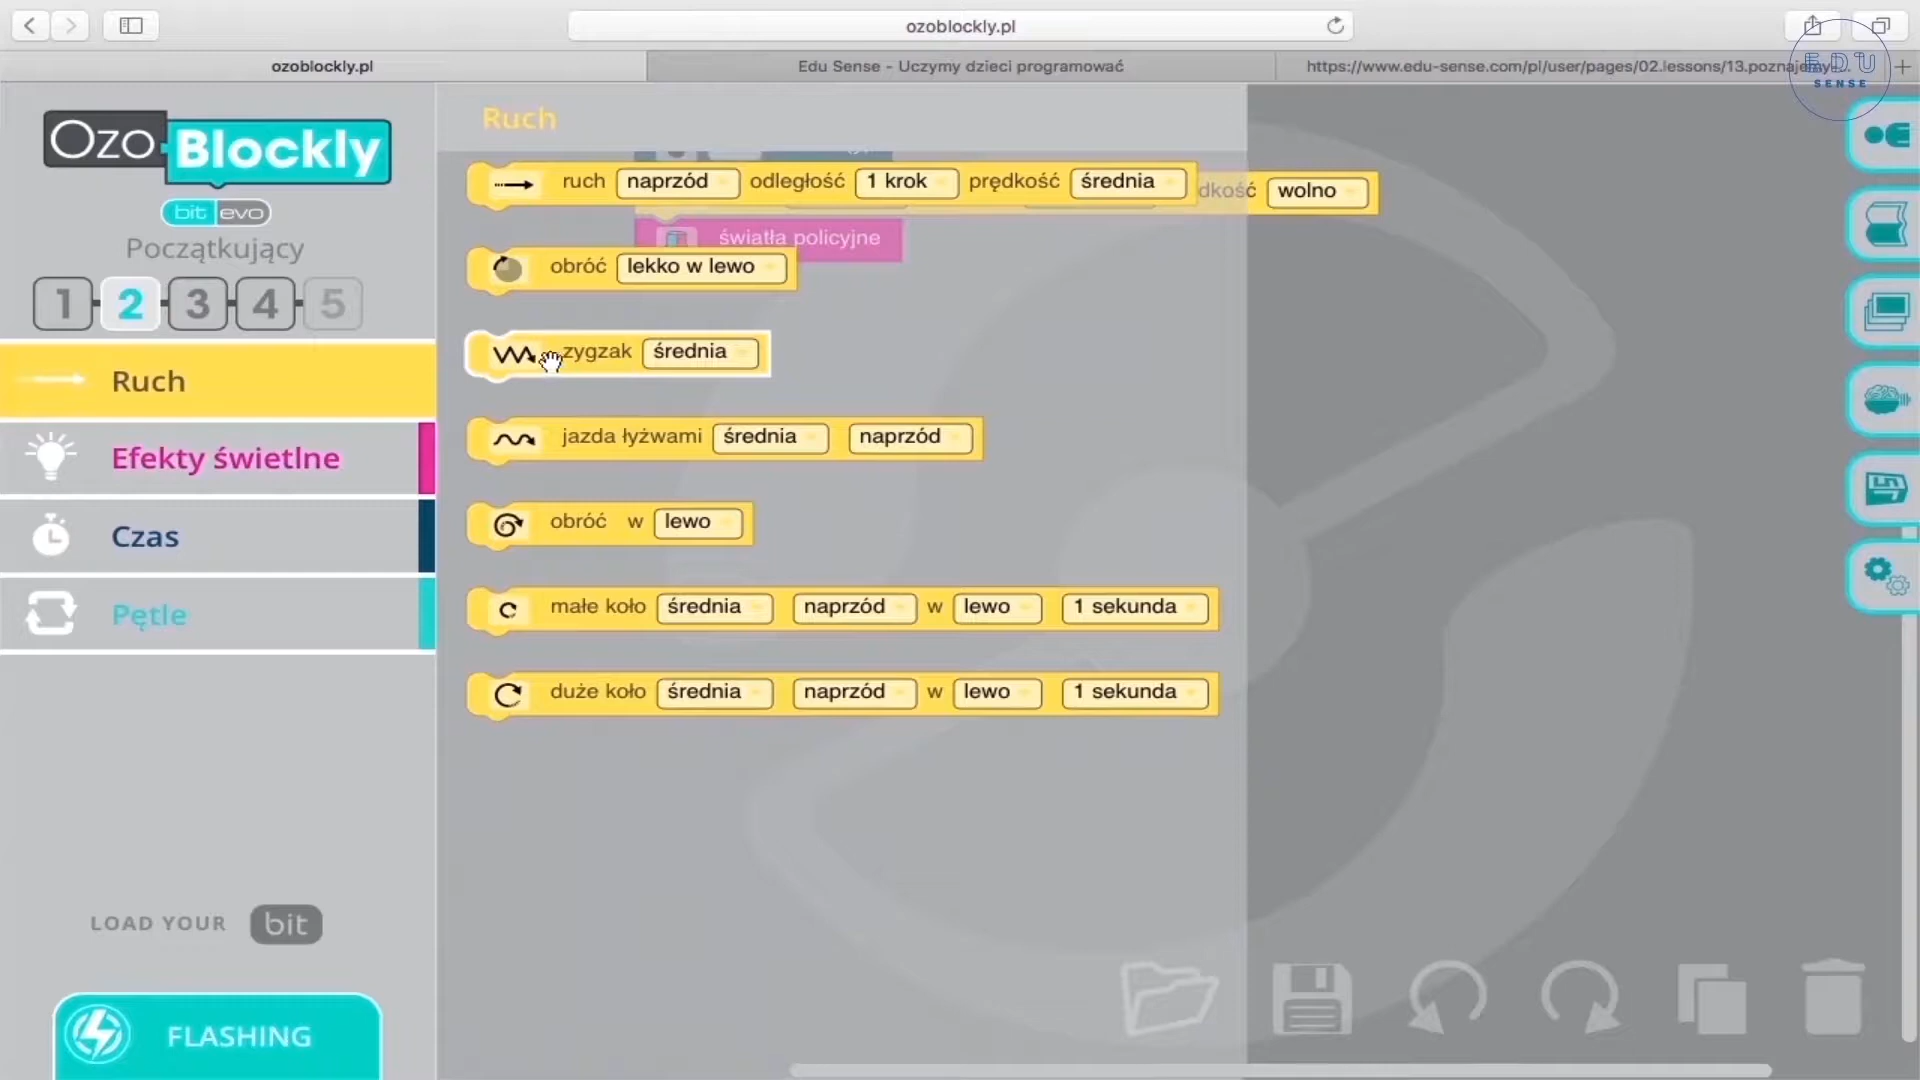 ozoblockly.pl
ozoblockly.pl
Edu Sense - Uczymy dzieci programować
https://www.edu-sense.com/pl/user/pages/02.lessons/13.poznajemy-...
EDU
SENSE
Ozo Blockly
bit evo
Początkujący
1 2 3 4 5
Ruch
Efekty świetlne
Czas
Pętle
LOAD YOUR bit
FLASHING
Ruch
ruch naprzód odległość 1 krok prędkość średnia
dkość wolno
światła policyjne
obróć lekko w lewo
zygzak średnia
jazda łyżwami średnia naprzód
obróć w lewo
małe koło średnia naprzód w lewo 1 sekunda
duże koło średnia naprzód w lewo 1 sekunda